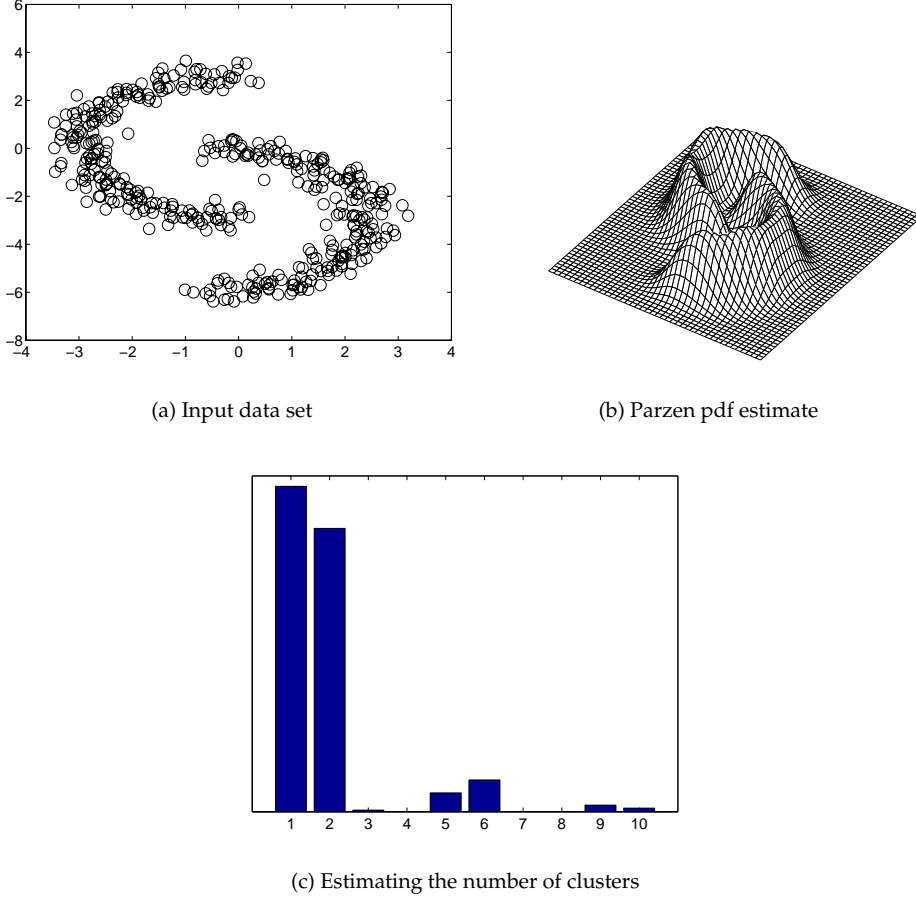 6
4
2
0
−2
−4
−6
−8
−4 −3 −2 −1 0 1 2 3 4
(a) Input data set
(b) Parzen pdf estimate
1 2 3 4 5 6 7 8 9 10
(c) Estimating the number of clusters